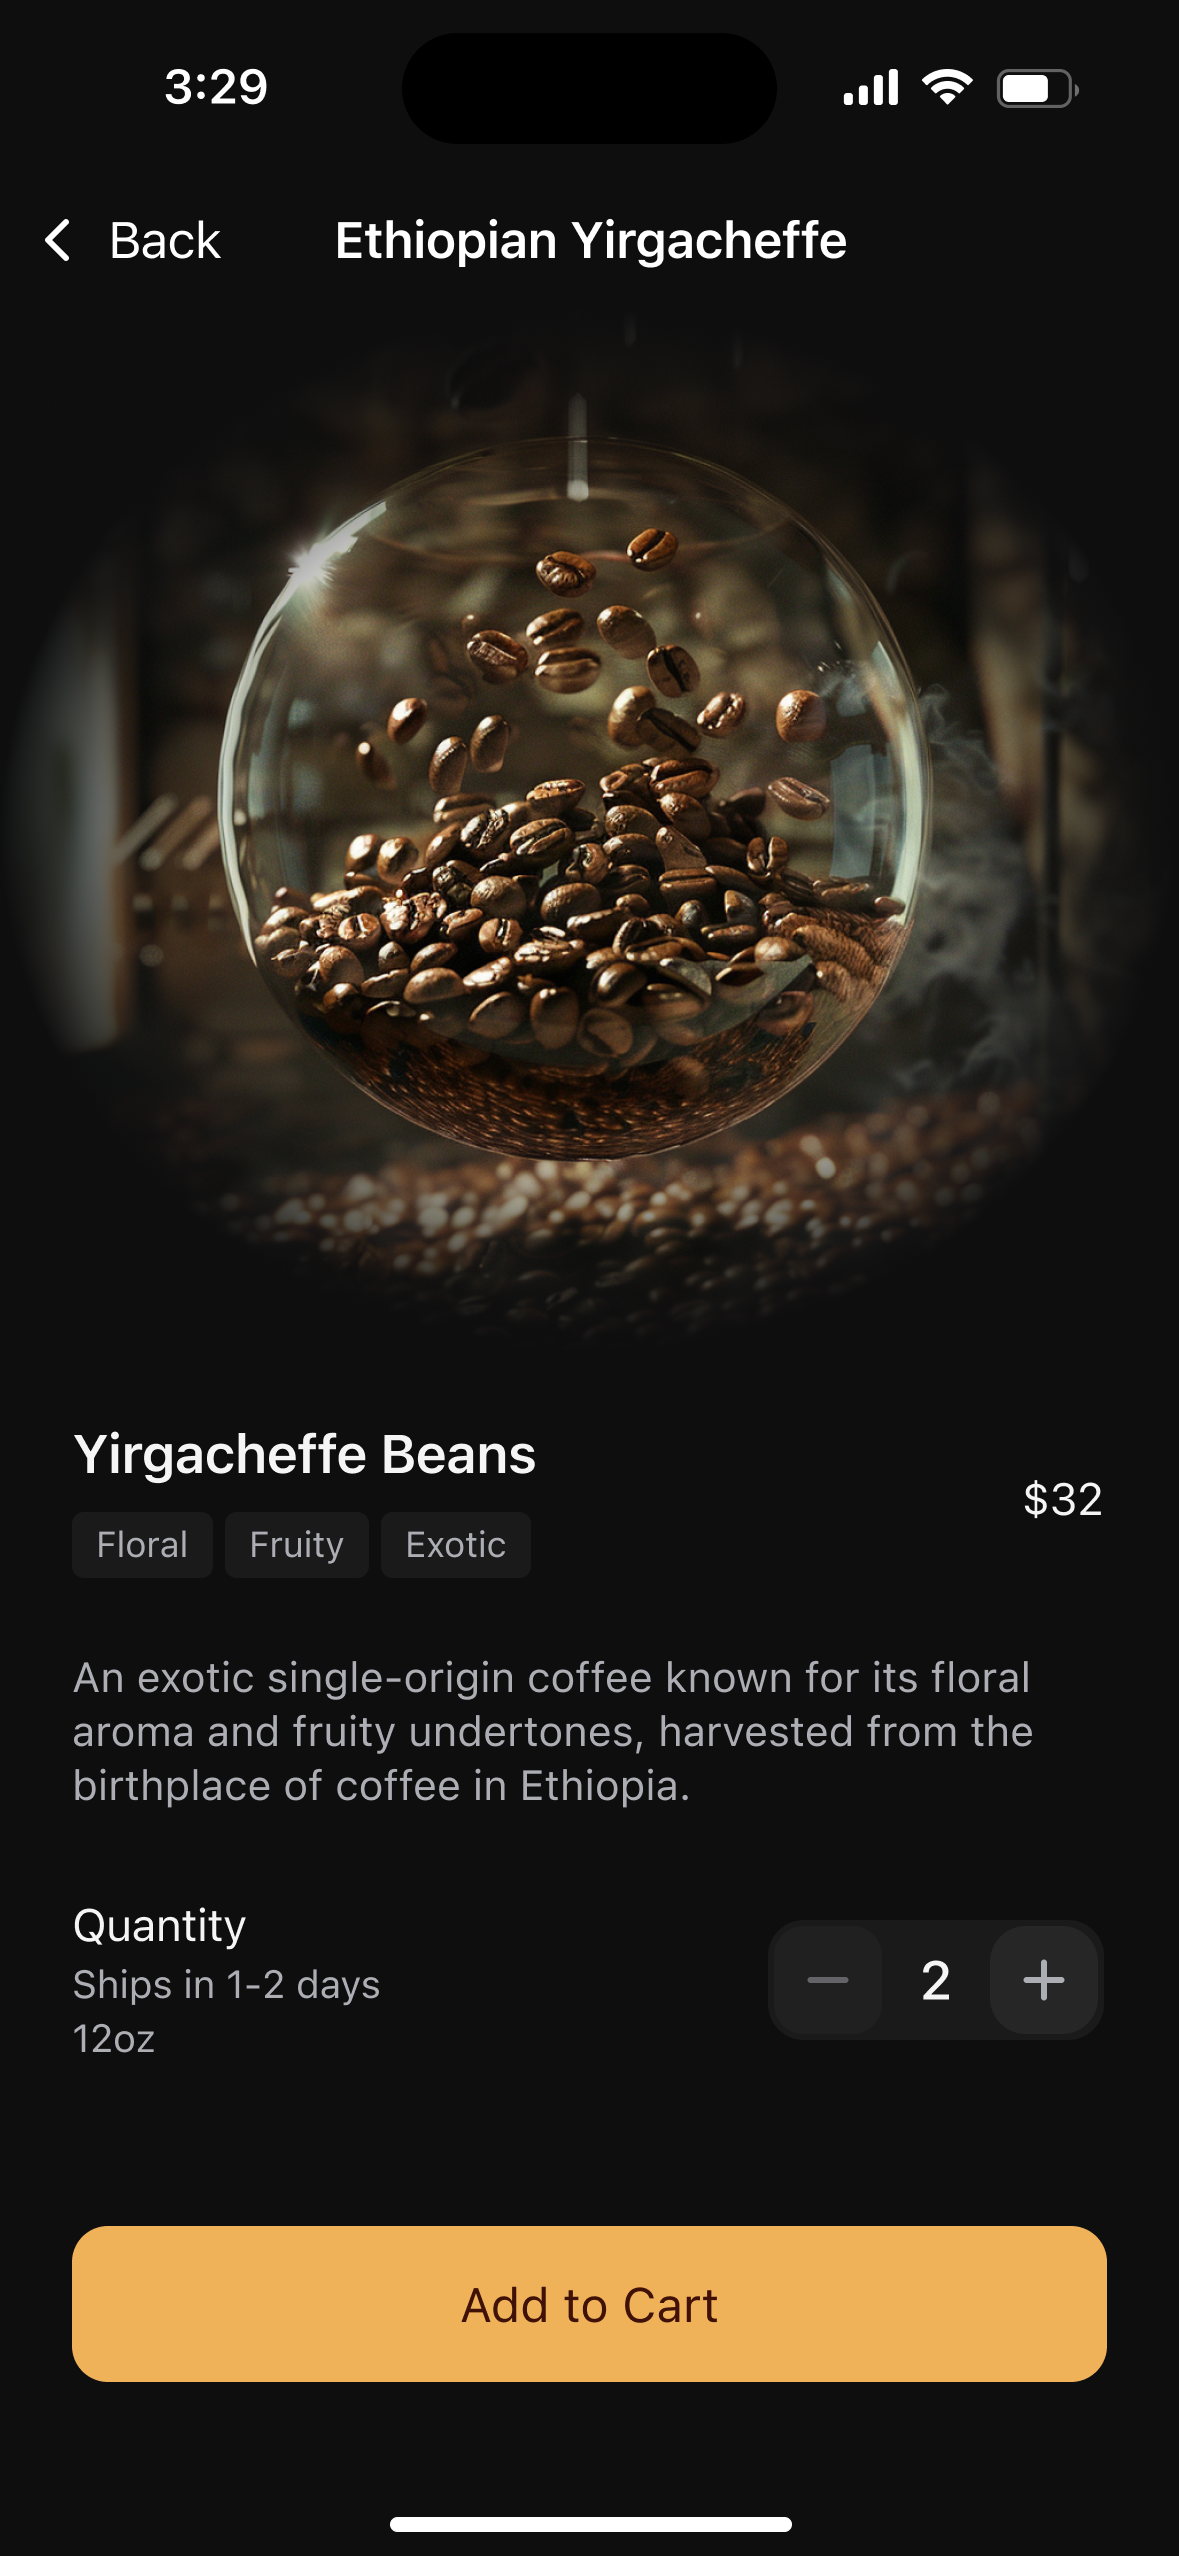 3:29
Back
Ethiopian Yirgacheffe
Yirgacheffe Beans
$32
Floral Fruity Exotic
An exotic single-origin coffee known for its floral
aroma and fruity undertones, harvested from the
birthplace of coffee in Ethiopia.
Quantity
Ships in 1-2 days
12oz
2
Add to Cart